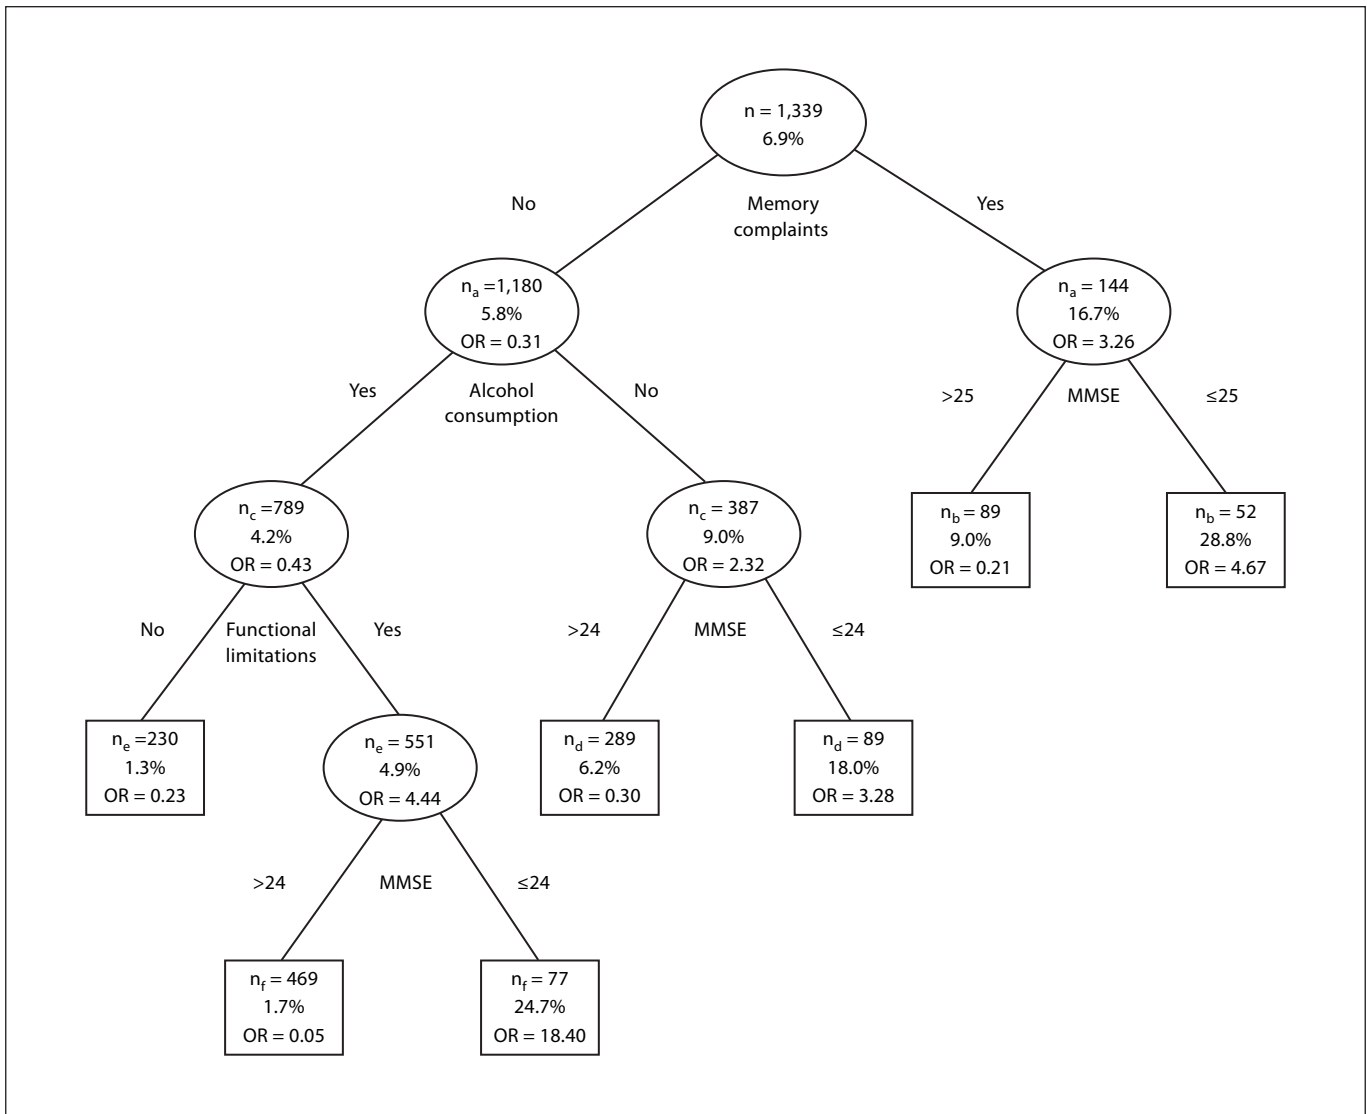 n = 1,339
6.9%
No
Memory
complaints
Yes
nₐ =1,180
5.8%
OR = 0.31
nₐ = 144
16.7%
OR = 3.26
Yes
Alcohol
consumption
No
>25
MMSE
≤25
n_c =789
4.2%
OR = 0.43
n_c = 387
9.0%
OR = 2.32
n_b = 89
9.0%
OR = 0.21
n_b = 52
28.8%
OR = 4.67
No
Functional
limitations
Yes
>24
MMSE
≤24
nₑ =230
1.3%
OR = 0.23
nₑ = 551
4.9%
OR = 4.44
n_d = 289
6.2%
OR = 0.30
n_d = 89
18.0%
OR = 3.28
>24
MMSE
≤24
n_f = 469
1.7%
OR = 0.05
n_f = 77
24.7%
OR = 18.40